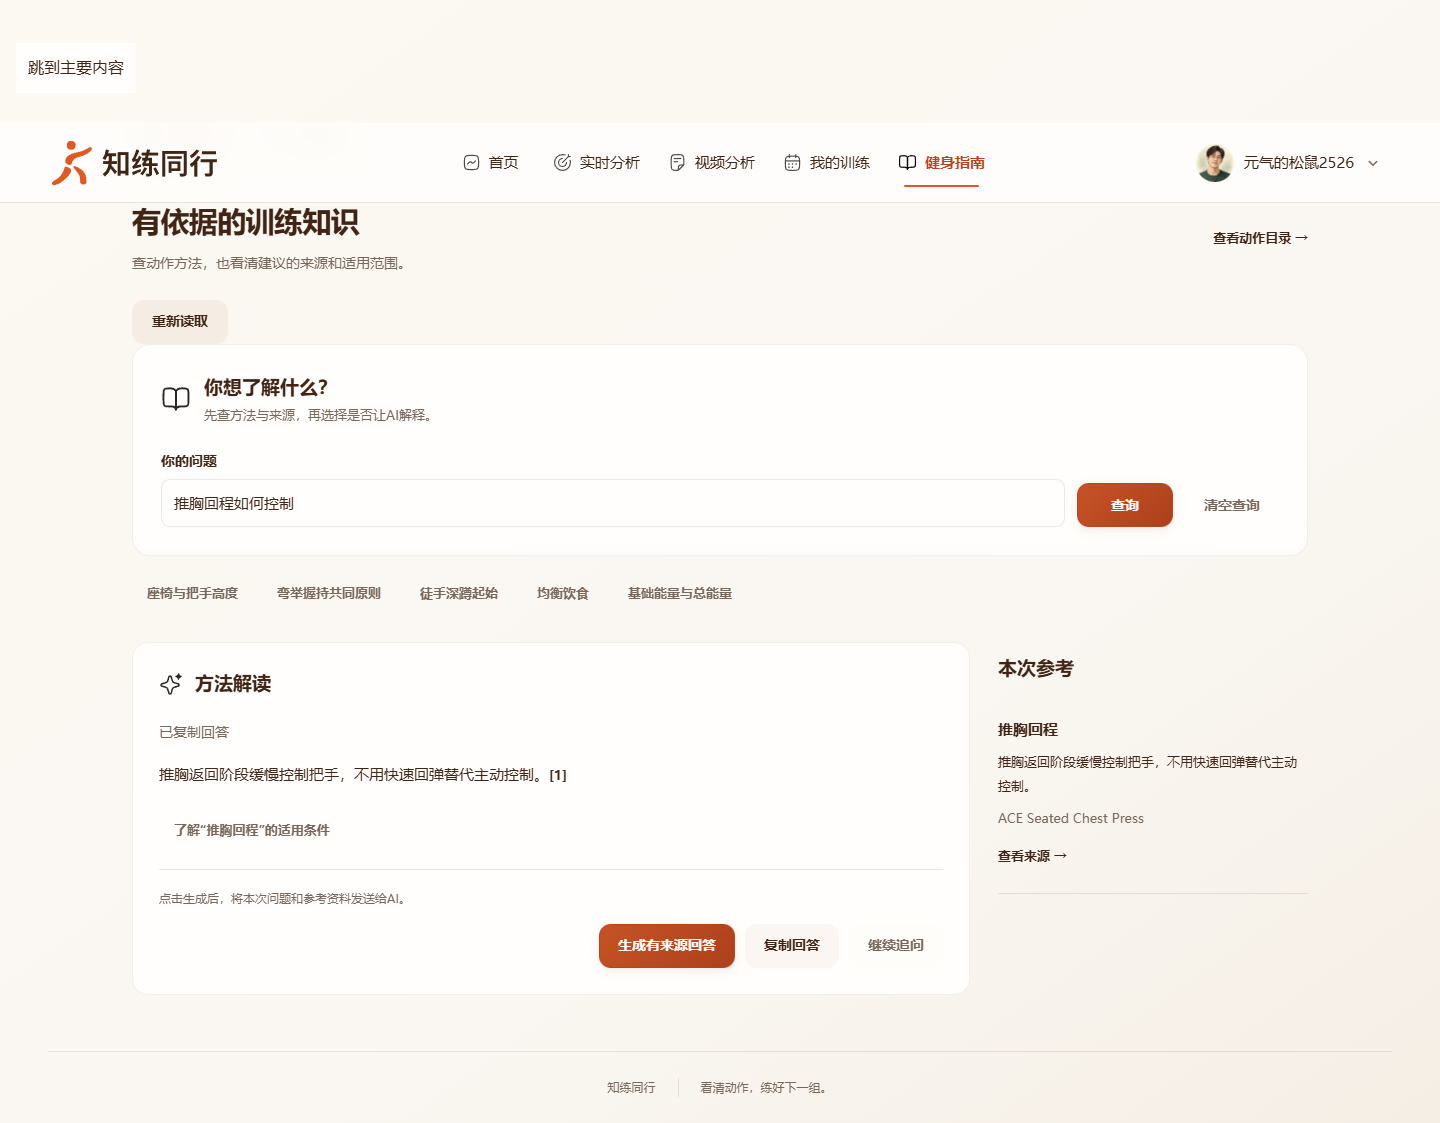 跳到主要内容
知练同行
首页
实时分析
视频分析
我的训练
健身指南
元气的松鼠2526
有依据的训练知识
查看动作目录 →
查动作方法，也看清建议的来源和适用范围。
重新读取
你想了解什么？
先查方法与来源，再选择是否让AI解释。
你的问题
推胸回程如何控制
查询
清空查询
座椅与把手高度
弯举握持共同原则
徒手深蹲起始
均衡饮食
基础能量与总能量
方法解读
已复制回答
推胸返回阶段缓慢控制把手，不用快速回弹替代主动控制。[1]
了解“推胸回程”的适用条件
点击生成后，将本次问题和参考资料发送给AI。
生成有来源回答
复制回答
继续追问
本次参考
推胸回程
推胸返回阶段缓慢控制把手，不用快速回弹替代主动
控制。
ACE Seated Chest Press
查看来源 →
知练同行
看清动作，练好下一组。